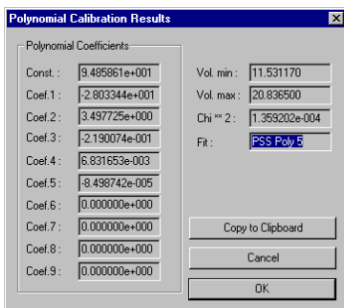 Polynomial Calibration Results
Polynomial Coefficients
Const. : 9.485861e+001
Coef.1 : -2.803344e+001
Coef.2 : 3.497725e+000
Coef.3 : -2.190074e-001
Coef.4 : 6.831653e-003
Coef.5 : -8.498742e-005
Coef.6 : 0.000000e+000
Coef.7 : 0.000000e+000
Coef.8 : 0.000000e+000
Coef.9 : 0.000000e+000
Vol. min : 11.531170
Vol. max : 20.836500
Chi ** 2 : 1.359202e-004
Fit : PSS Poly 5
Copy to Clipboard
Cancel
OK